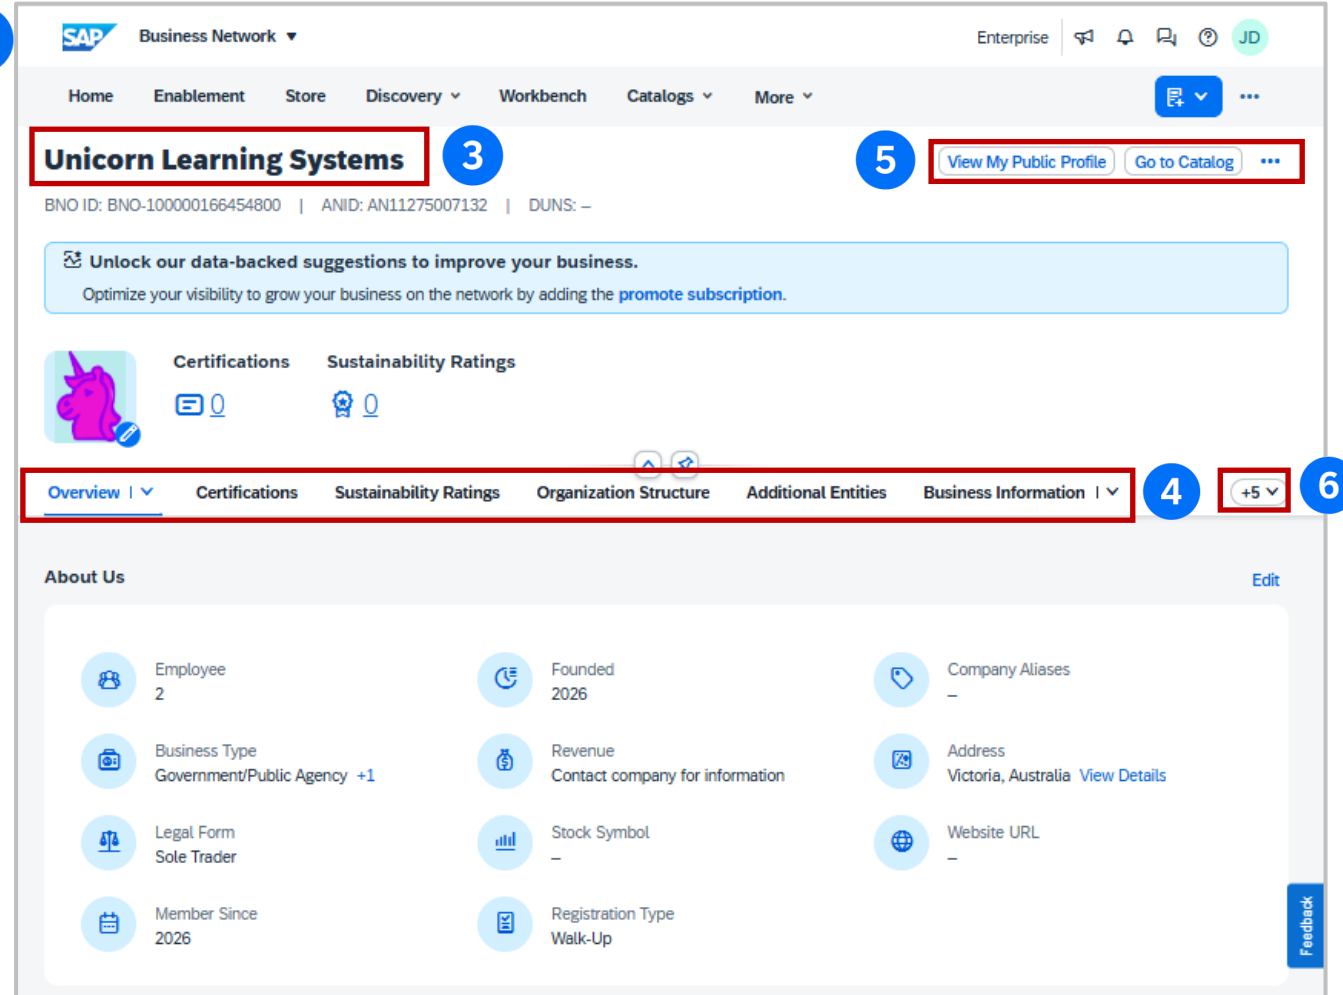 SAP Business Network Enterprise JD
Home Enablement Store Discovery Workbench Catalogs More
Unicorn Learning Systems 3 5 View My Public Profile Go to Catalog
BNO ID: BNO-100000166454800 | ANID: AN11275007132 | DUNS: –
Unlock our data-backed suggestions to improve your business.
Optimize your visibility to grow your business on the network by adding the promote subscription.
Certifications Sustainability Ratings
0 0
Overview Certifications Sustainability Ratings Organization Structure Additional Entities Business Information 4 +5 6
About Us Edit
Employee Founded Company Aliases
2 2026 –
Business Type Revenue Address
Government/Public Agency +1 Contact company for information Victoria, Australia View Details
Legal Form Stock Symbol Website URL
Sole Trader – –
Member Since Registration Type
2026 Walk-Up
Feedback